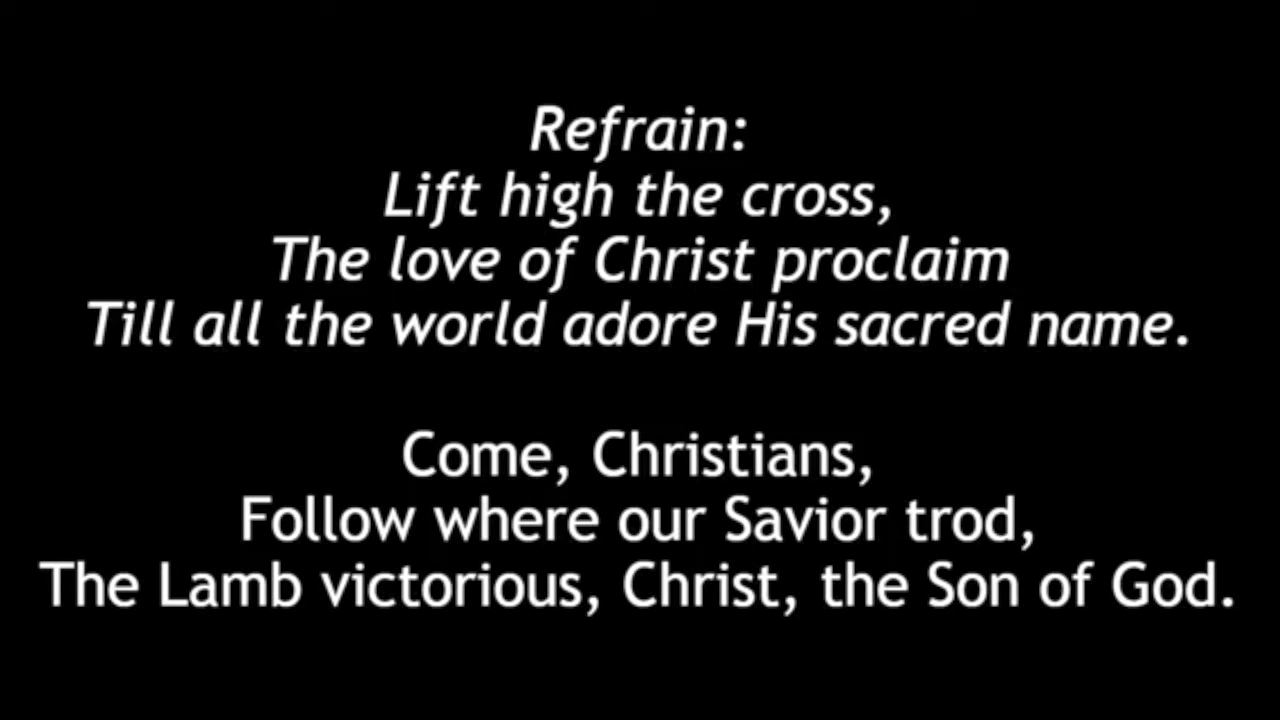 Refrain:
Lift high the cross,
The love of Christ proclaim
Till all the world adore His sacred name.
Come, Christians,
Follow where our Savior trod,
The Lamb victorious, Christ, the Son of God.